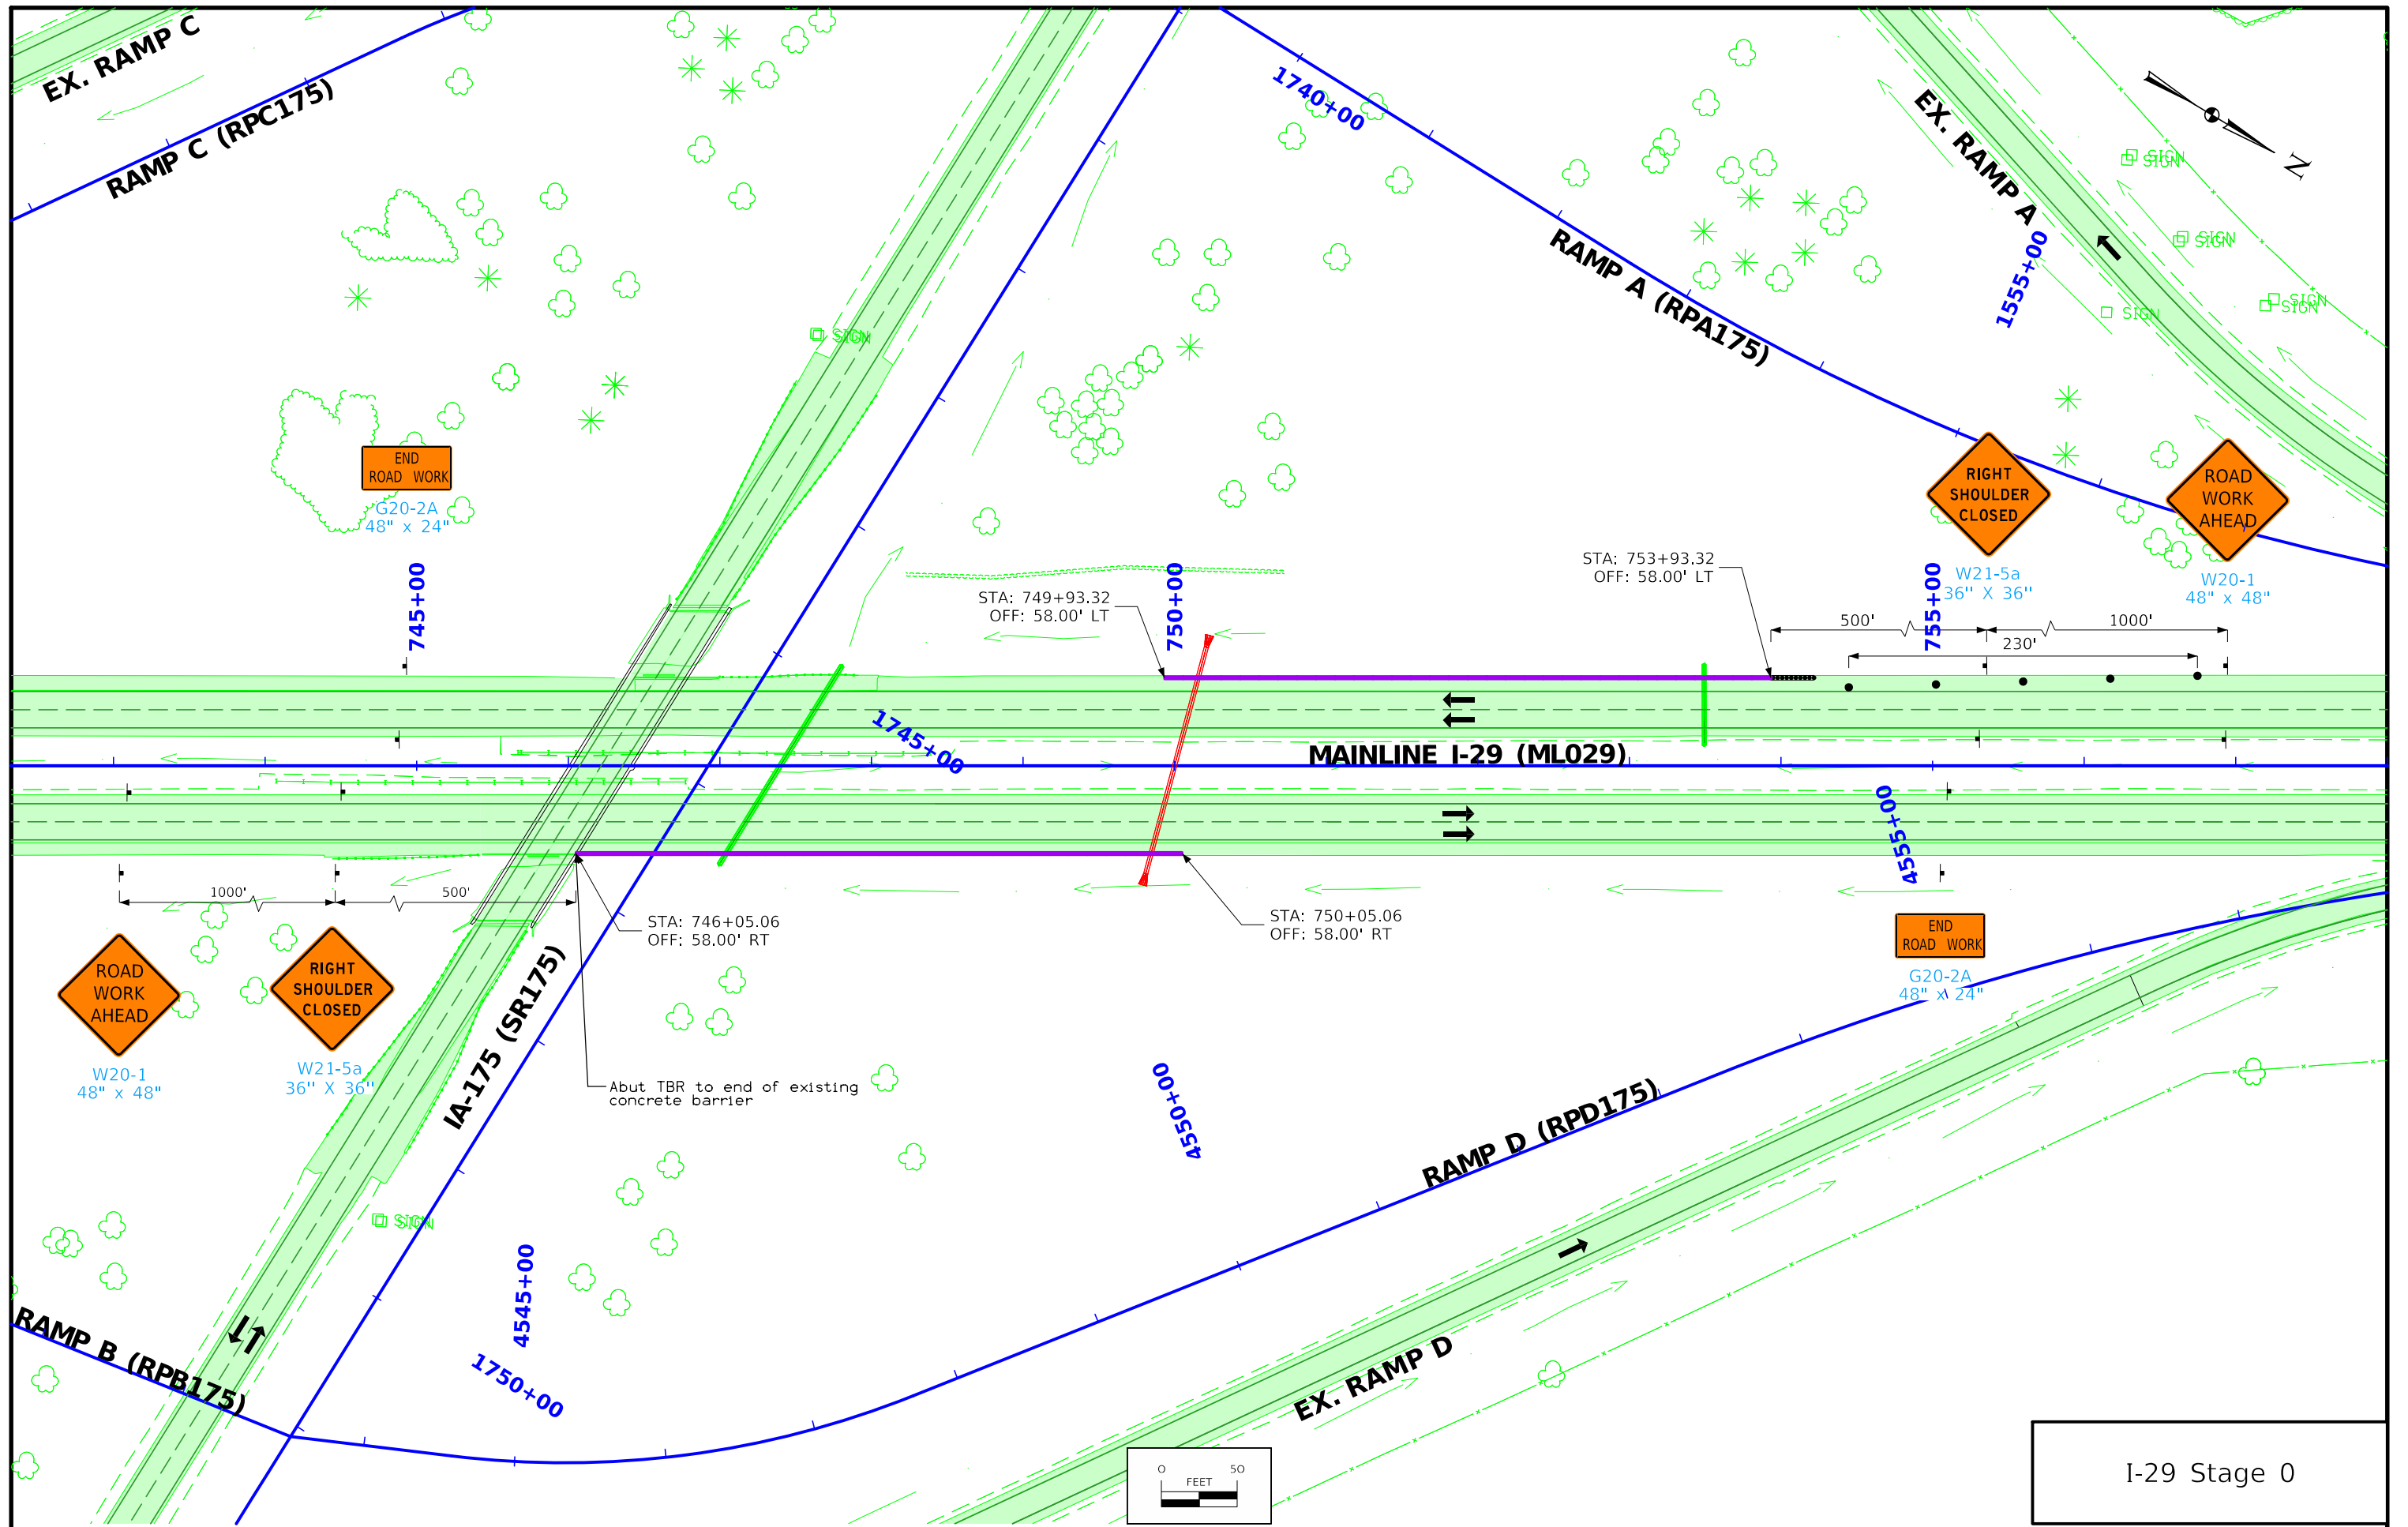 EX. RAMP C
RAMP C (RPC175)
1740+00
RAMP A (RPA175)
EX. RAMP A
1555+00
N
SIGN
SIGN
SIGN
SIGN
SIGN
SIGN
SIGN
SIGN
SIGN
END
ROAD WORK
G20-2A
48" x 24"
RIGHT
SHOULDER
CLOSED
W21-5a
36'' X 36''
ROAD
WORK
AHEAD
W20-1
48" x 48"
745+00
750+00
755+00
STA: 749+93.32
OFF: 58.00' LT
STA: 753+93.32
OFF: 58.00' LT
500'
1000'
230'
1745+00
MAINLINE I-29 (ML029)
4555+00
1000'
500'
STA: 746+05.06
OFF: 58.00' RT
STA: 750+05.06
OFF: 58.00' RT
ROAD
WORK
AHEAD
W20-1
48" x 48"
RIGHT
SHOULDER
CLOSED
W21-5a
36'' X 36''
IA-175 (SR175)
Abut TBR to end of existing
concrete barrier
END
ROAD WORK
G20-2A
48" x 24"
4550+00
RAMP D (RPD175)
SIGN
SIGN
4545+00
1750+00
RAMP B (RPB175)
EX. RAMP D
0 50
FEET
I-29 Stage 0